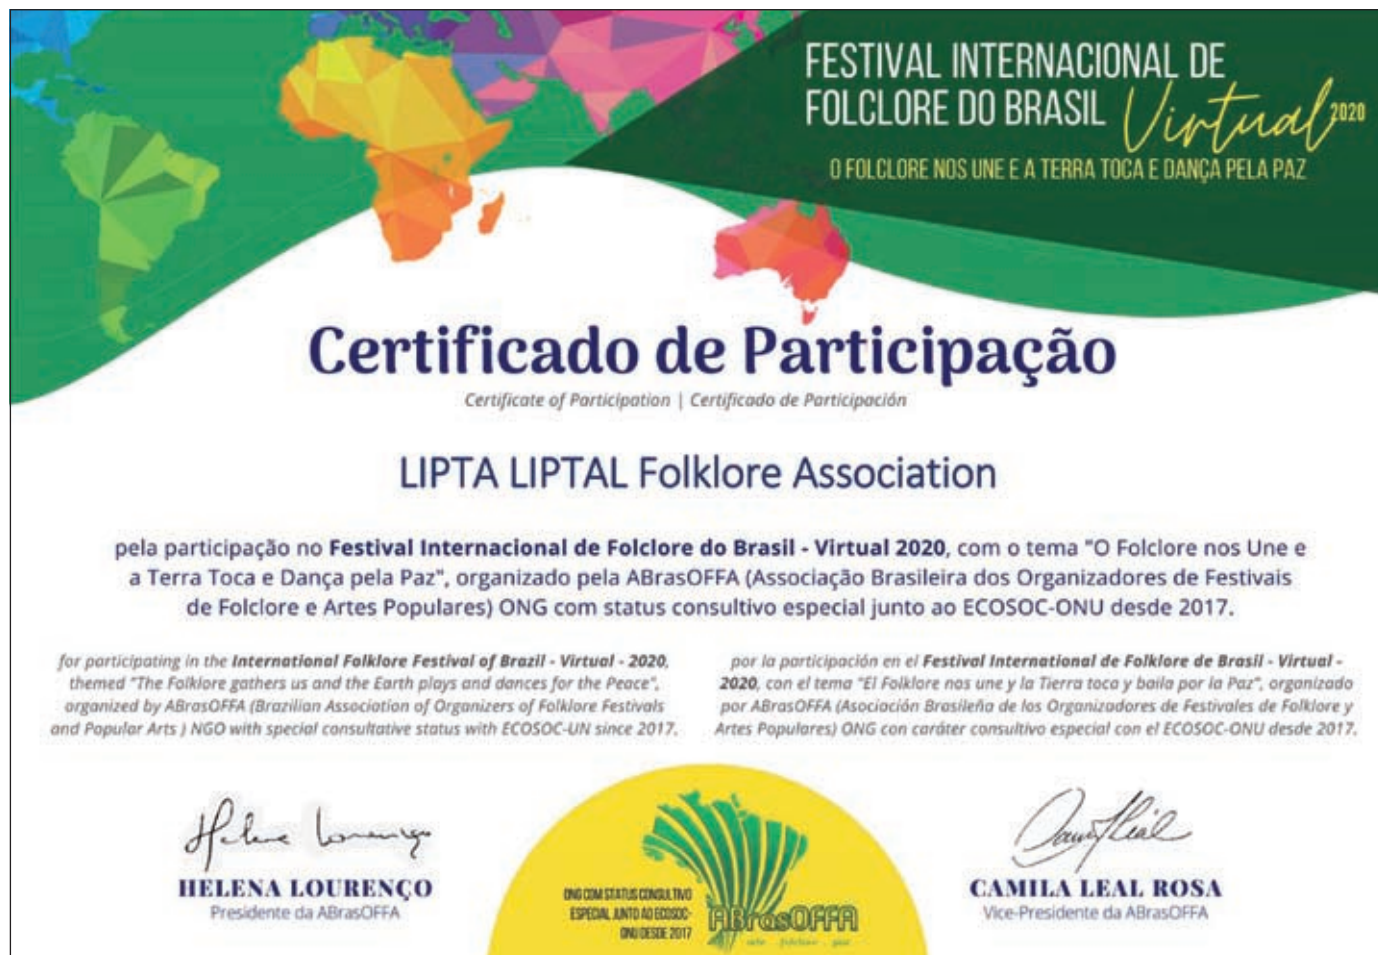 FESTIVAL INTERNACIONAL DE
FOLCLORE DO BRASIL Virtual 2020
O FOLCLORE NOS UNE E A TERRA TOCA E DANÇA PELA PAZ
Certificado de Participação
Certificate of Participation | Certificado de Participación
LIPTA LIPTAL Folklore Association
pela participação no Festival Internacional de Folclore do Brasil - Virtual 2020, com o tema "O Folclore nos Une e
a Terra Toca e Dança pela Paz", organizado pela ABrasOFFA (Associação Brasileira dos Organizadores de Festivais
de Folclore e Artes Populares) ONG com status consultivo especial junto ao ECOSOC-ONU desde 2017.
for participating in the International Folklore Festival of Brazil - Virtual - 2020,
themed "The Folklore gathers us and the Earth plays and dances for the Peace",
organized by ABrasOFFA (Brazilian Association of Organizers of Folklore Festivals
and Popular Arts ) NGO with special consultative status with ECOSOC-UN since 2017.
por la participación en el Festival International de Folklore de Brasil - Virtual -
2020, con el tema "El Folklore nos une y la Tierra toca y baila por la Paz", organizado
por ABrasOFFA (Asociación Brasileña de los Organizadores de Festivales de Folklore y
Artes Populares) ONG con caráter consultivo especial con el ECOSOC-ONU desde 2017.
Helena Lourenço
HELENA LOURENÇO
Presidente da ABrasOFFA
ONG COM STATUS CONSULTIVO
ESPECIAL JUNTO AO ECOSOC-
ONU DESDE 2017
ABrasOFFA
arte . folclore . paz
CAMILA LEAL ROSA
Vice-Presidente da ABrasOFFA